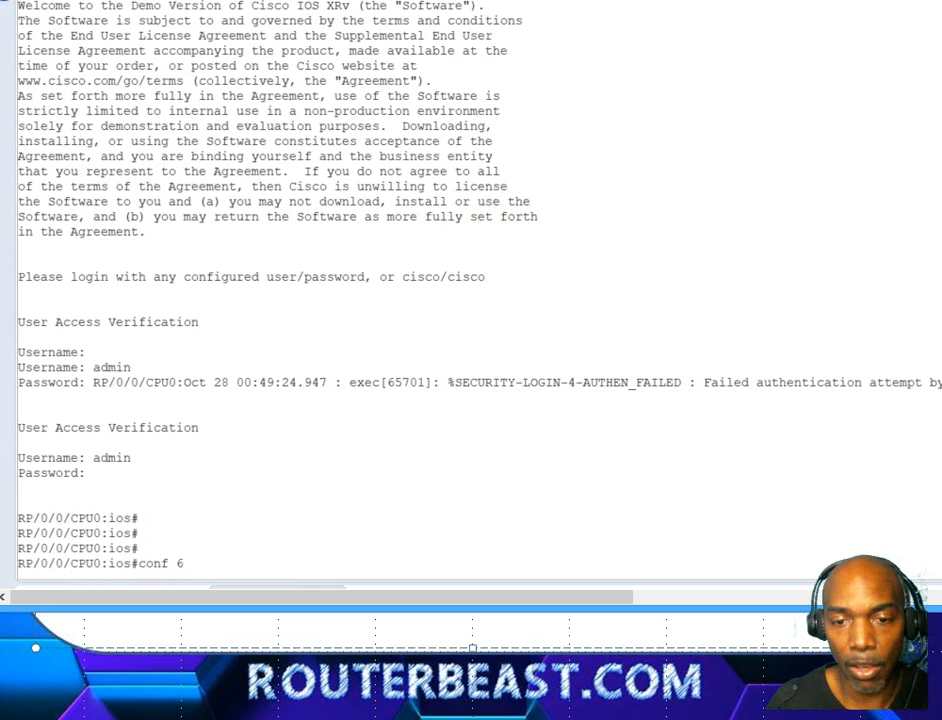 Welcome to the Demo Version of Cisco IOS XRv (the "Software").
The Software is subject to and governed by the terms and conditions
of the End User License Agreement and the Supplemental End User
License Agreement accompanying the product, made available at the
time of your order, or posted on the Cisco website at
www.cisco.com/go/terms (collectively, the "Agreement").
As set forth more fully in the Agreement, use of the Software is
strictly limited to internal use in a non-production environment
solely for demonstration and evaluation purposes.  Downloading,
installing, or using the Software constitutes acceptance of the
Agreement, and you are binding yourself and the business entity
that you represent to the Agreement.  If you do not agree to all
of the terms of the Agreement, then Cisco is unwilling to license
the Software to you and (a) you may not download, install or use the
Software, and (b) you may return the Software as more fully set forth
in the Agreement.
Please login with any configured user/password, or cisco/cisco
User Access Verification
Username:
Username: admin
Password: RP/0/0/CPU0:Oct 28 00:49:24.947 : exec[65701]: %SECURITY-LOGIN-4-AUTHEN_FAILED : Failed authentication attempt by
User Access Verification
Username: admin
Password:
RP/0/0/CPU0:ios#
RP/0/0/CPU0:ios#
RP/0/0/CPU0:ios#
RP/0/0/CPU0:ios#conf 6
ROUTERBEAST.COM